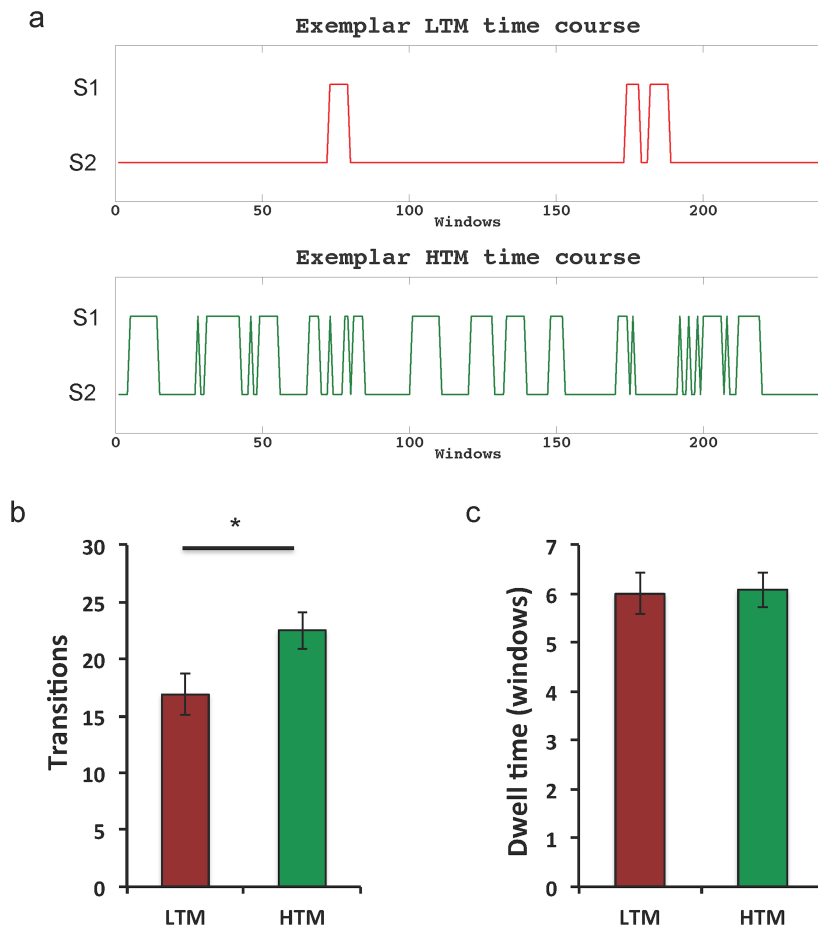 a
Exemplar LTM time course
S1
S2
0 50 100 150 200
Windows
Exemplar HTM time course
S1
S2
0 50 100 150 200
Windows
b
*
Transitions
30
25
20
15
10
5
0
LTM HTM
c
Dwell time (windows)
7
6
5
4
3
2
1
0
LTM HTM